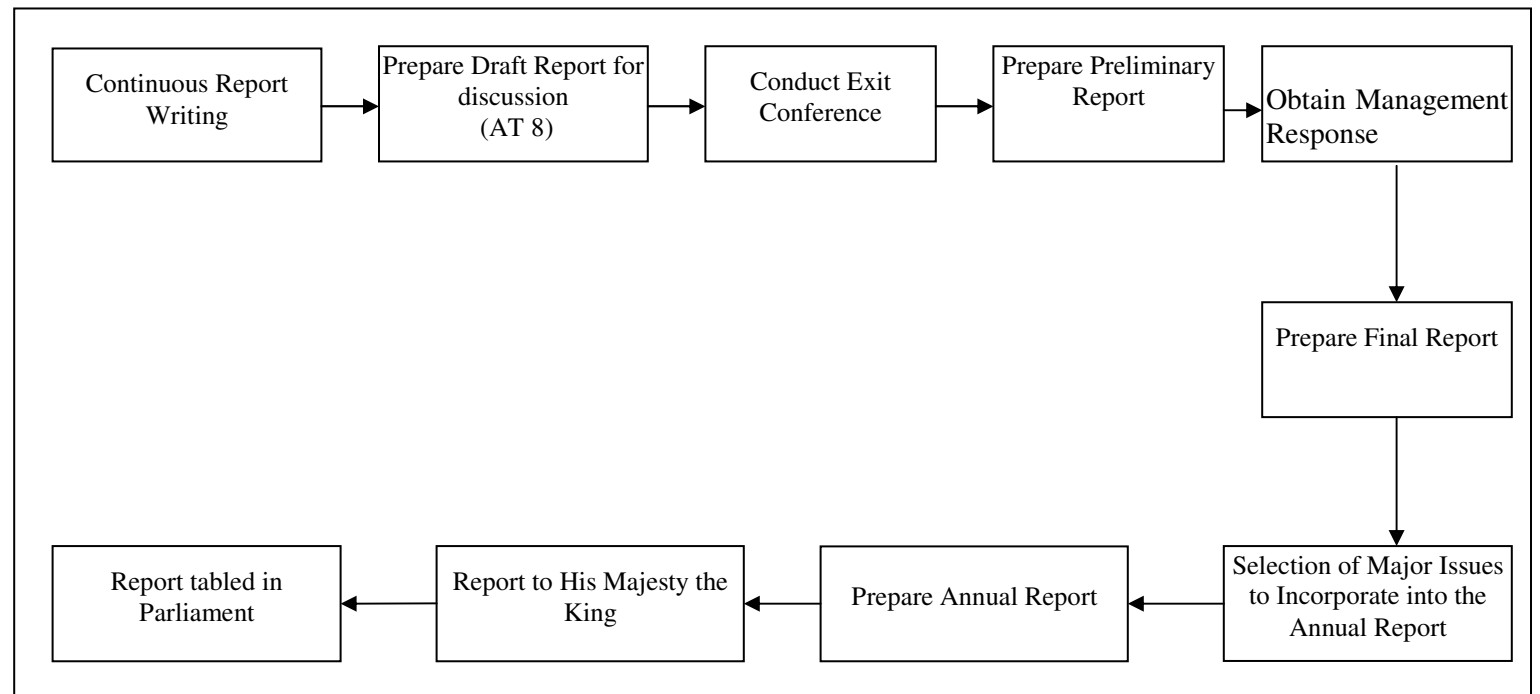 Continuous Report
Writing
Prepare Draft Report for
discussion
(AT 8)
Conduct Exit
Conference
Prepare Preliminary
Report
Obtain Management
Response
Prepare Final Report
Selection of Major Issues
to Incorporate into the
Annual Report
Prepare Annual Report
Report to His Majesty the
King
Report tabled in
Parliament